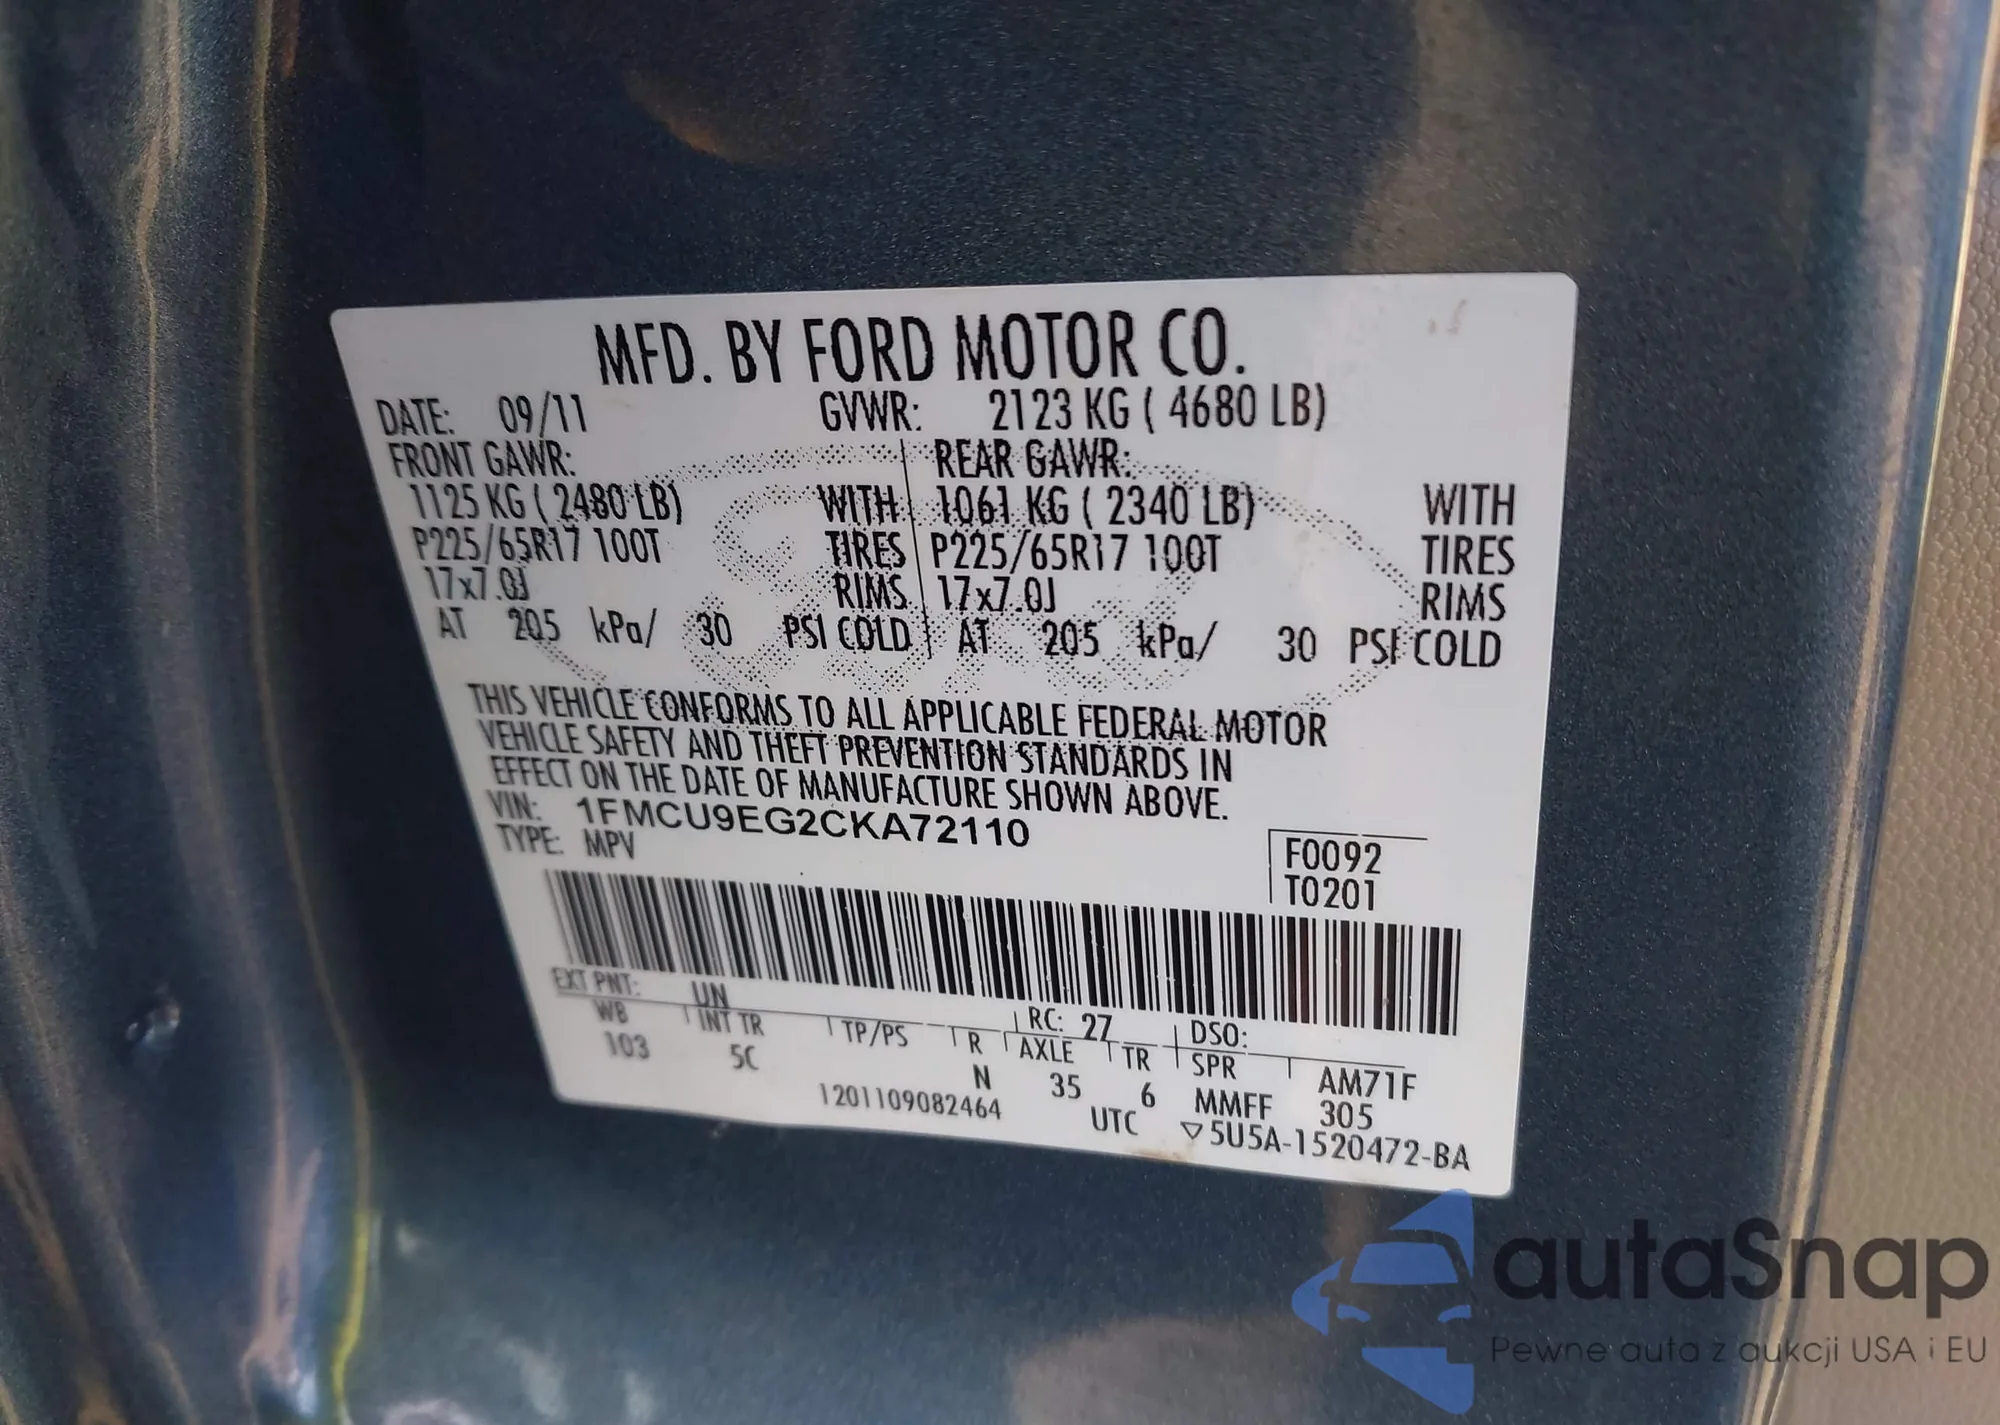 MFD. BY FORD MOTOR CO.
DATE: 09/11 GVWR: 2123 KG ( 4680 LB)
FRONT GAWR: REAR GAWR:
1125 KG ( 2480 LB) WITH 1061 KG ( 2340 LB) WITH
P225/65R17 100T TIRES P225/65R17 100T TIRES
17x7.0J RIMS 17x7.0J RIMS
AT 205 kPa/ 30 PSI COLD AT 205 kPa/ 30 PSI COLD
THIS VEHICLE CONFORMS TO ALL APPLICABLE FEDERAL MOTOR
VEHICLE SAFETY AND THEFT PREVENTION STANDARDS IN
EFFECT ON THE DATE OF MANUFACTURE SHOWN ABOVE.
VIN: 1FMCU9EG2CKA72110
TYPE: MPV
F0092
T0201
EXT PNT: UN RC: 27 DSO:
WB INT TR TP/PS R AXLE TR SPR AM71F
103 5C N 35 6 MMFF 305
1201109082464 UTC ▽5U5A-1520472-BA
autaSnap
Pewne auta z aukcji USA i EU